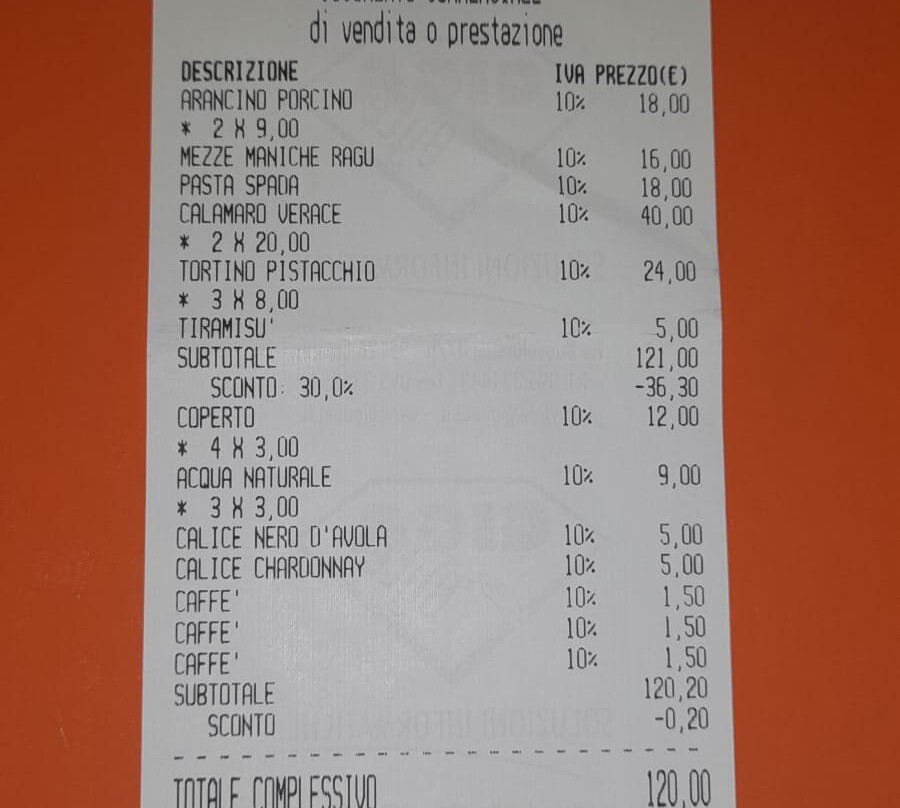 di vendita o prestazione
DESCRIZIONE IVA PREZZO(€)
ARANCINO PORCINO 10% 18,00
* 2 X 9,00
MEZZE MANICHE RAGU 10% 16,00
PASTA SPADA 10% 18,00
CALAMARO VERACE 10% 40,00
* 2 X 20,00
TORTINO PISTACCHIO 10% 24,00
* 3 X 8,00
TIRAMISU' 10% 5,00
SUBTOTALE 121,00
SCONTO: 30,0% -36,30
COPERTO 10% 12,00
* 4 X 3,00
ACQUA NATURALE 10% 9,00
* 3 X 3,00
CALICE NERO D'AVOLA 10% 5,00
CALICE CHARDONNAY 10% 5,00
CAFFE' 10% 1,50
CAFFE' 10% 1,50
CAFFE' 10% 1,50
SUBTOTALE 120,20
SCONTO -0,20
TOTALE COMPLESSIVO 120,00